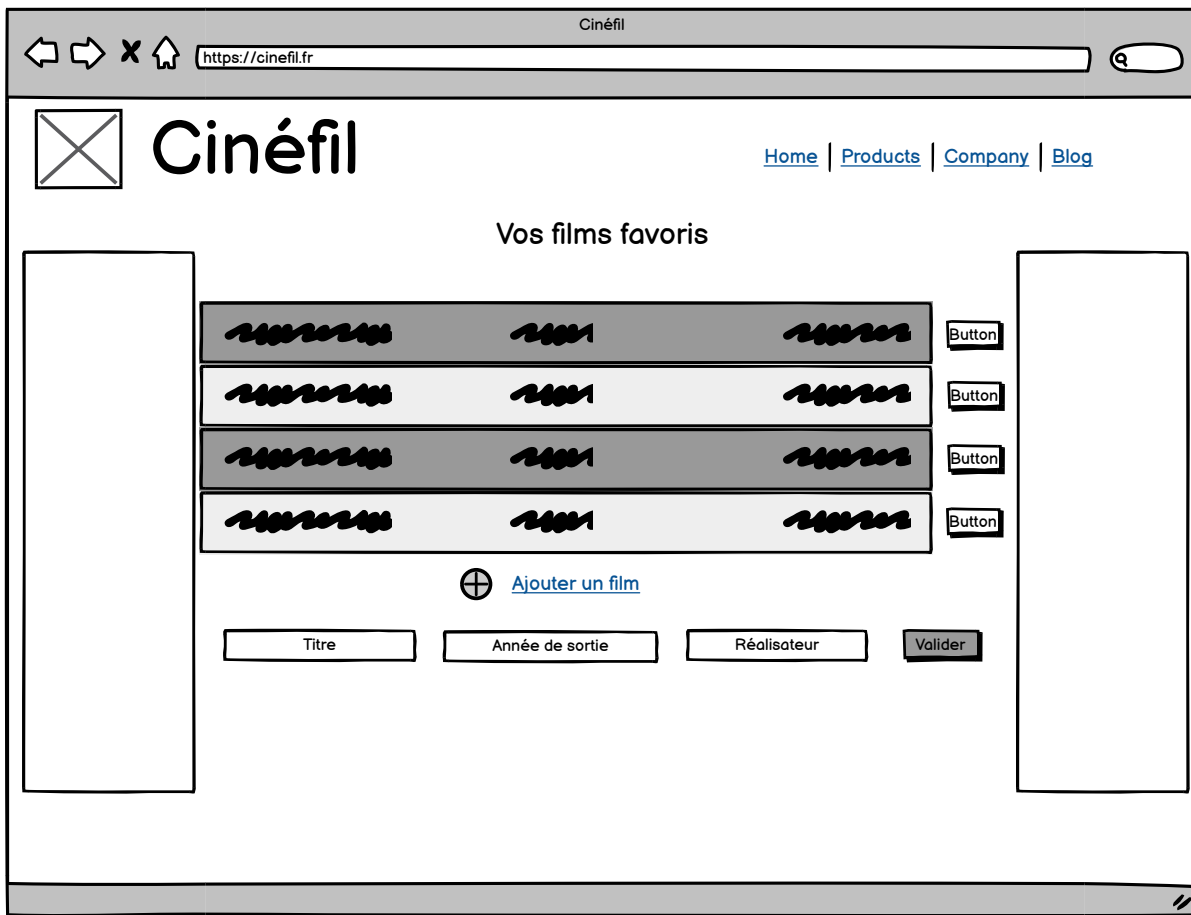 Cinéfil
https://cinefil.fr
Cinéfil
Home | Products | Company | Blog
Vos films favoris
Button
Button
Button
Button
Ajouter un film
Titre
Année de sortie
Réalisateur
Valider